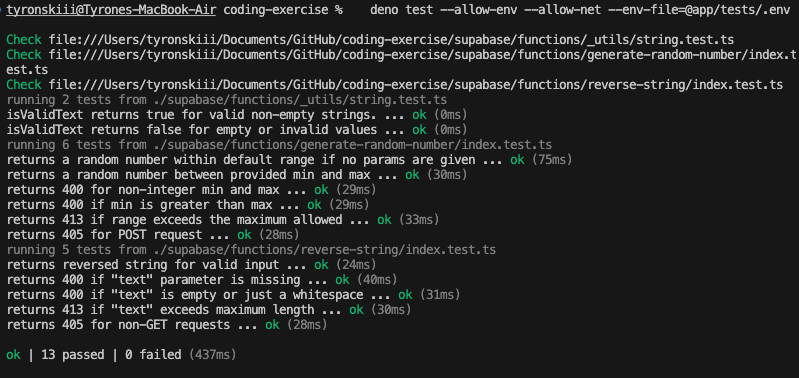 tyronskiii@Tyrones-MacBook-Air coding-exercise % deno test --allow-env --allow-net --env-file=@app/tests/.env
Check file:///Users/tyronskiii/Documents/GitHub/coding-exercise/supabase/functions/_utils/string.test.ts
Check file:///Users/tyronskiii/Documents/GitHub/coding-exercise/supabase/functions/generate-random-number/index.t
est.ts
Check file:///Users/tyronskiii/Documents/GitHub/coding-exercise/supabase/functions/reverse-string/index.test.ts
running 2 tests from ./supabase/functions/_utils/string.test.ts
isValidText returns true for valid non-empty strings. ... ok (0ms)
isValidText returns false for empty or invalid values ... ok (0ms)
running 6 tests from ./supabase/functions/generate-random-number/index.test.ts
returns a random number within default range if no params are given ... ok (75ms)
returns a random number between provided min and max ... ok (30ms)
returns 400 for non-integer min and max ... ok (29ms)
returns 400 if min is greater than max ... ok (29ms)
returns 413 if range exceeds the maximum allowed ... ok (33ms)
returns 405 for POST request ... ok (28ms)
running 5 tests from ./supabase/functions/reverse-string/index.test.ts
returns reversed string for valid input ... ok (24ms)
returns 400 if "text" parameter is missing ... ok (40ms)
returns 400 if "text" is empty or just a whitespace ... ok (31ms)
returns 413 if "text" exceeds maximum length ... ok (30ms)
returns 405 for non-GET requests ... ok (28ms)
ok | 13 passed | 0 failed (437ms)